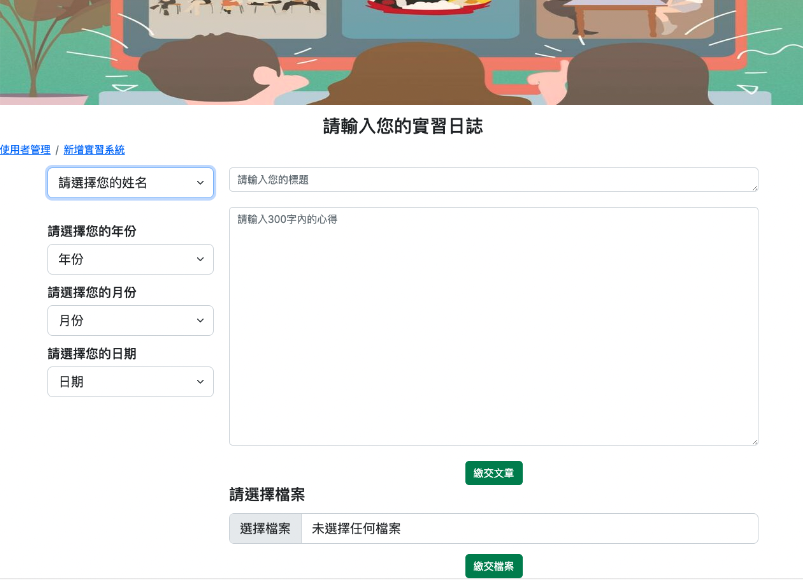 請輸入您的實習日誌
使用者管理 / 新增實習系統
請選擇您的姓名
請輸入您的標題
請輸入300字內的心得
請選擇您的年份
年份
請選擇您的月份
月份
請選擇您的日期
日期
繳交文章
請選擇檔案
選擇檔案 未選擇任何檔案
繳交檔案